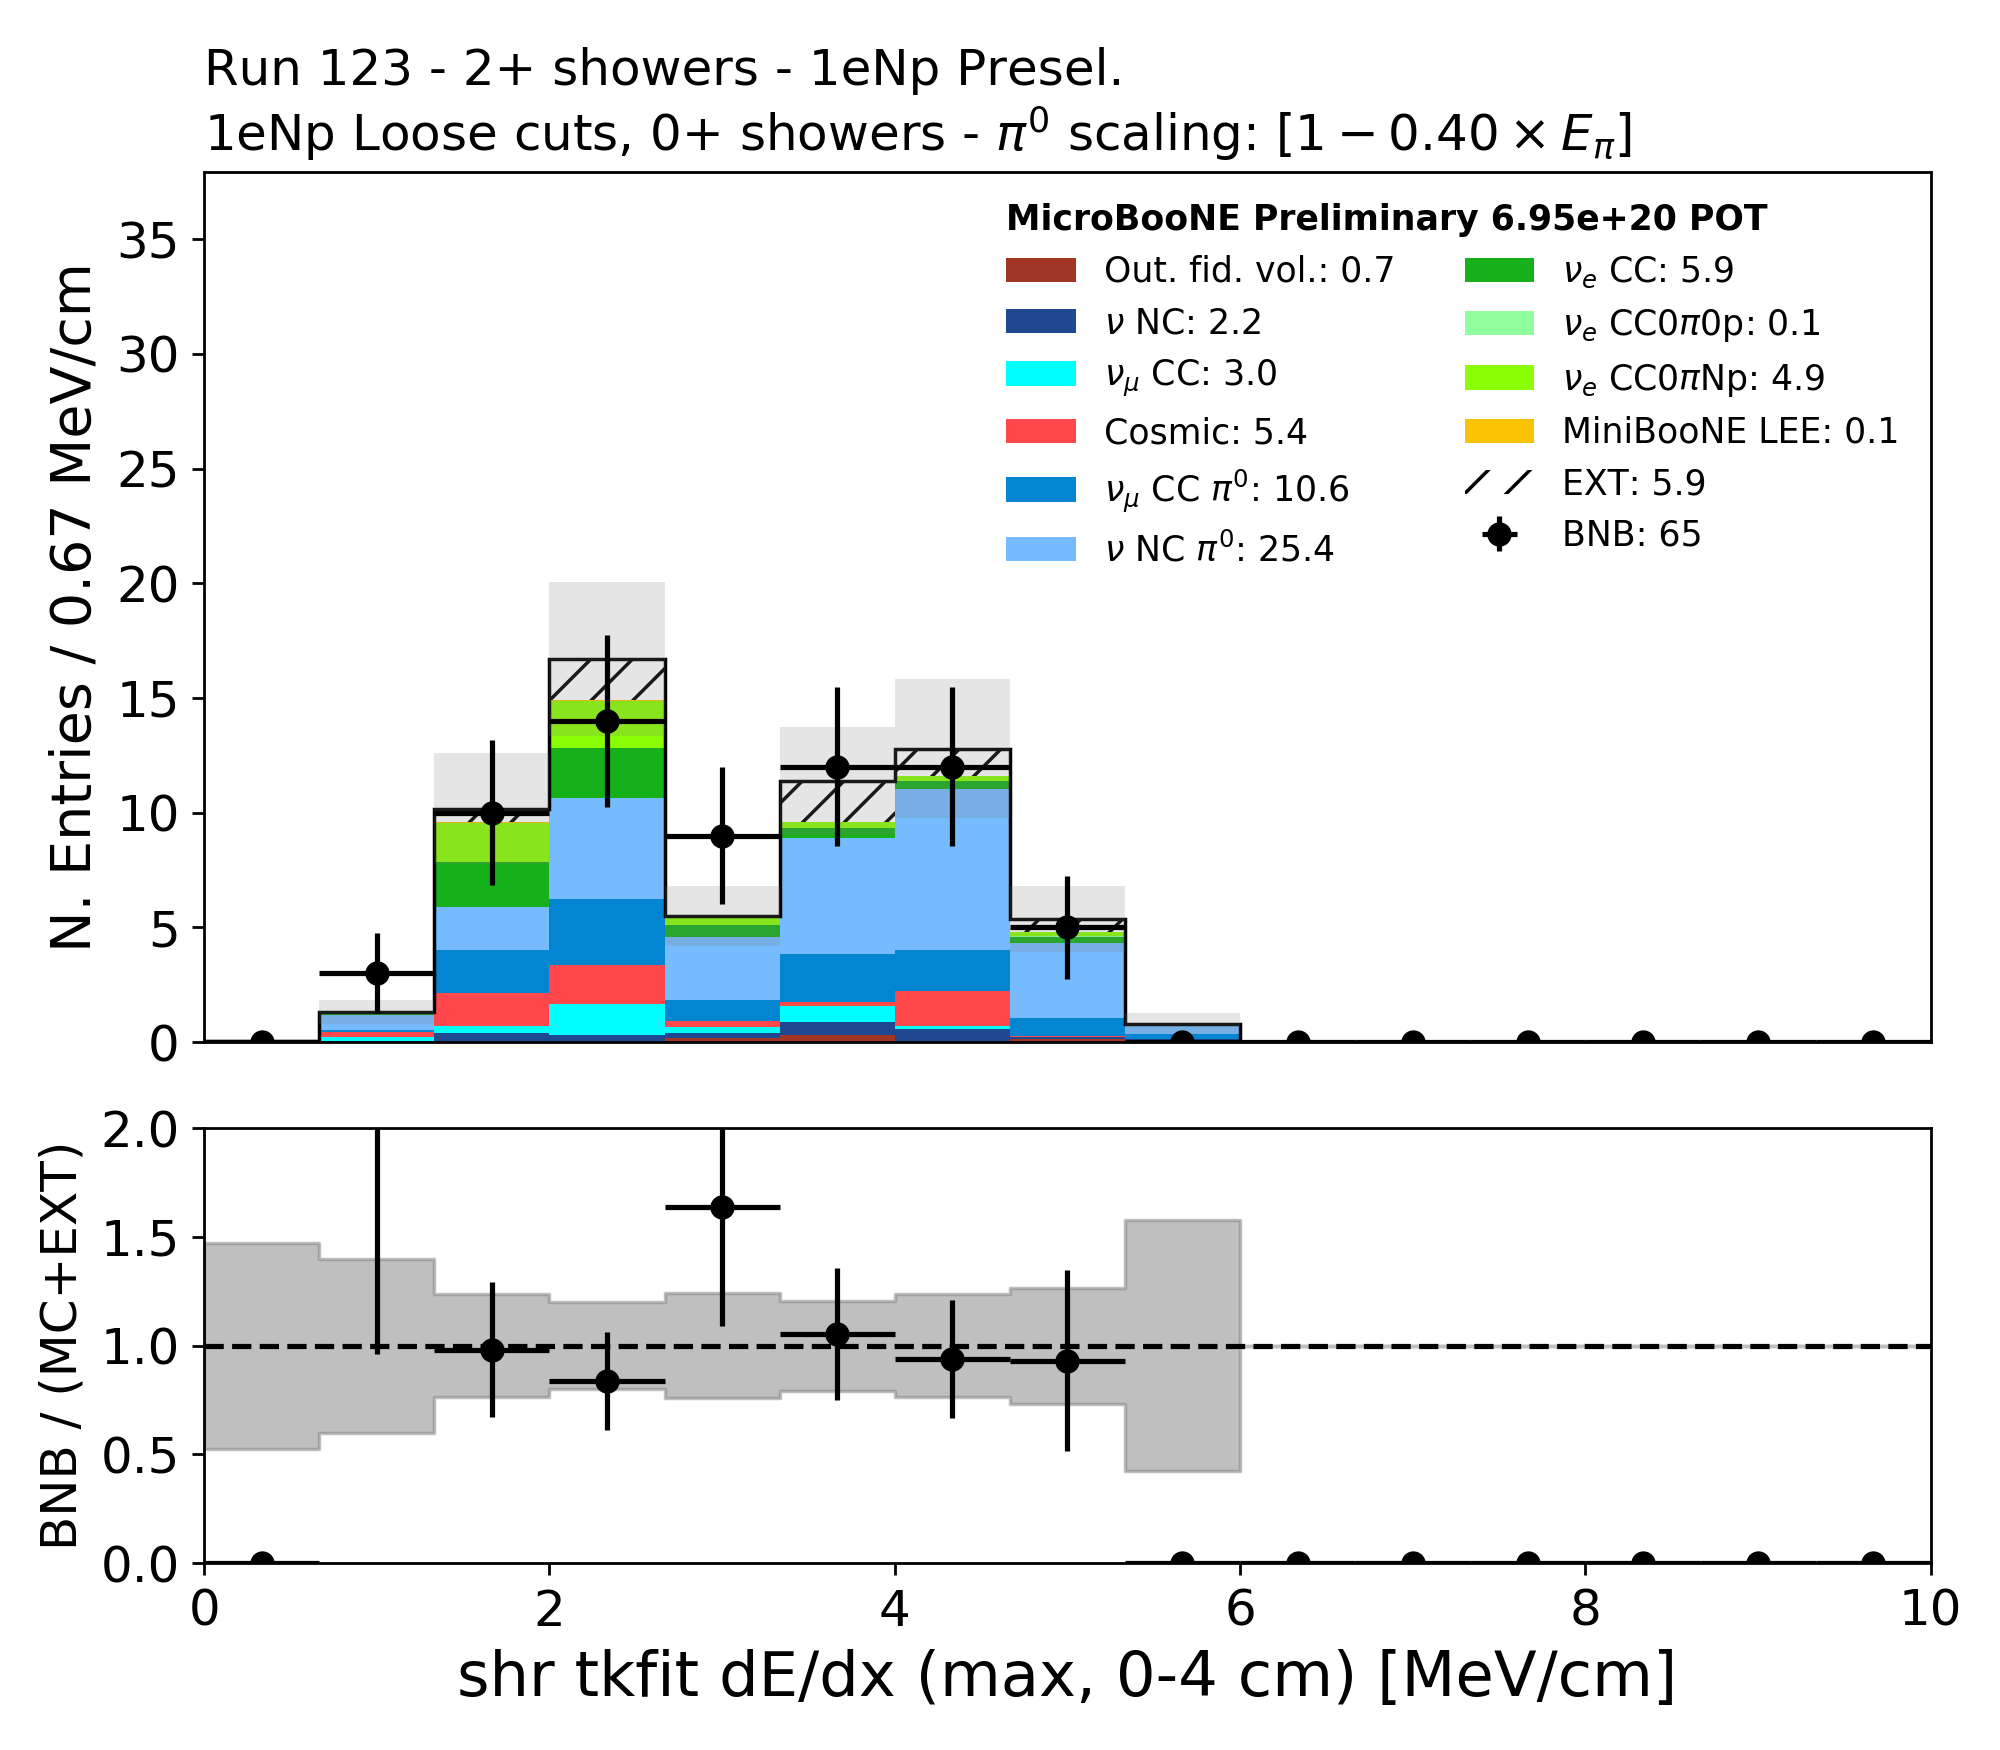 Run 123 - 2+ showers - 1eNp Presel.
1eNp Loose cuts, 0+ showers - π⁰ scaling: [1 − 0.40 × E_π]
MicroBooNE Preliminary 6.95e+20 POT
Out. fid. vol.: 0.7
ν NC: 2.2
ν_μ CC: 3.0
Cosmic: 5.4
ν_μ CC π⁰: 10.6
ν NC π⁰: 25.4
ν_e CC: 5.9
ν_e CC0π0p: 0.1
ν_e CC0πNp: 4.9
MiniBooNE LEE: 0.1
EXT: 5.9
BNB: 65
N. Entries / 0.67 MeV/cm
35
30
25
20
15
10
5
0
BNB / (MC+EXT)
2.0
1.5
1.0
0.5
0.0
0 2 4 6 8 10
shr tkfit dE/dx (max, 0-4 cm) [MeV/cm]